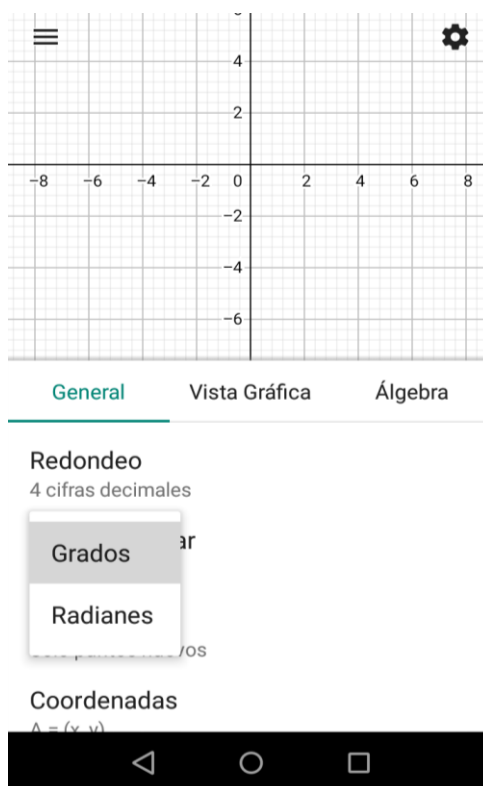 4
2
−8 −6 −4 −2 0 2 4 6 8
−2
−4
−6
General Vista Gráfica Álgebra
Redondeo
4 cifras decimales
ar
Grados
Radianes
vos
Coordenadas
A = (x, y)